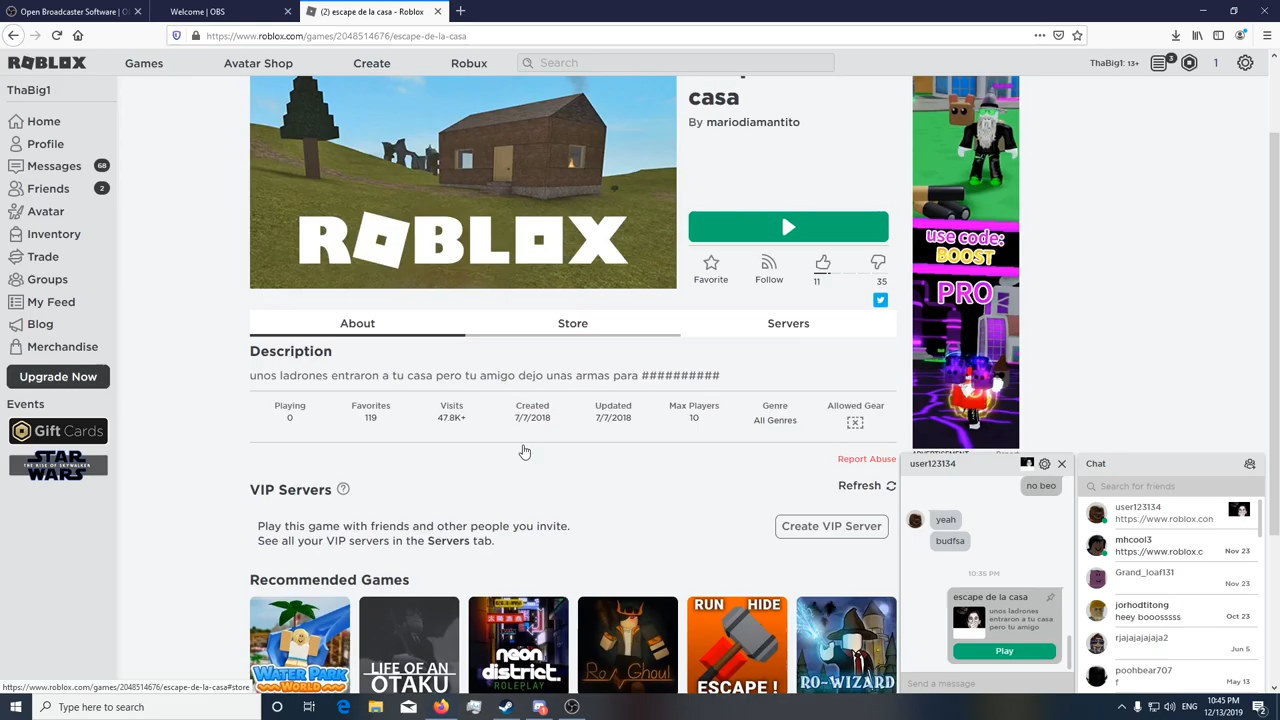 Open Broadcaster Software | O
Welcome | OBS
(2) escape de la casa - Roblox
https://www.roblox.com/games/2048514676/escape-de-la-casa
ROBLOX
Games
Avatar Shop
Create
Robux
Search
ThaBig1: 13+
3
1
ThaBig1
Home
Profile
Messages 68
Friends 2
Avatar
Inventory
Trade
Groups
My Feed
Blog
Merchandise
Upgrade Now
Events
Gift Cards
STAR WARS
THE RISE OF SKYWALKER
ROBLOX
casa
By mariodiamantito
Favorite
Follow
11
35
use code:
BOOST
PRO
About
Store
Servers
Description
unos ladrones entraron a tu casa pero tu amigo dejo unas armas para ##########
Playing Favorites Visits Created Updated Max Players Genre Allowed Gear
0 119 47.8K+ 7/7/2018 7/7/2018 10 All Genres
Report Abuse
VIP Servers
Refresh
Play this game with friends and other people you invite.
See all your VIP servers in the Servers tab.
Create VIP Server
Recommended Games
WATER PARK WORLD
LIFE OF AN OTAKU
neon district
ROLEPLAY
Ro-Ghoul
RUN HIDE
ESCAPE !
RO-WIZARD
ADVERTISEMENT
user123134
no beo
yeah
budfsa
10:35 PM
escape de la casa
unos ladrones
entraron a tu casa
pero tu amigo
Play
Send a message
Chat
Search for friends
user123134
https://www.roblox.con
mhcool3
https://www.roblox.c Nov 23
Grand_loaf131
Nov 23
jorhodtitong
heey booosssss Oct 23
rjajajajajaja2
Jun 5
poohbear707
f May 13
https://www.roblox.com/games/2048514676/escape-de-la-casa#store
Type here to search
10:45 PM
12/13/2019
2